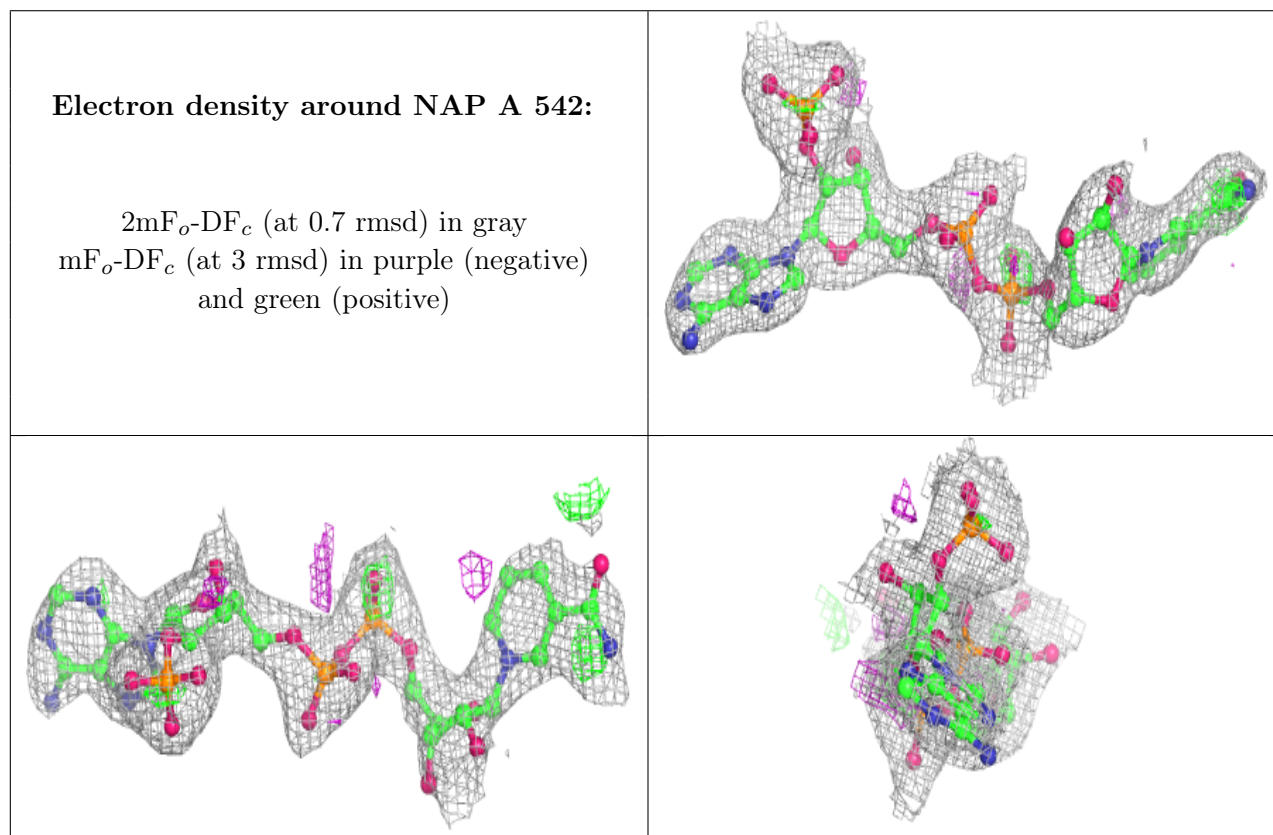 Electron density around NAP A 542:
2mFo-DFc (at 0.7 rmsd) in gray
mFo-DFc (at 3 rmsd) in purple (negative)
and green (positive)